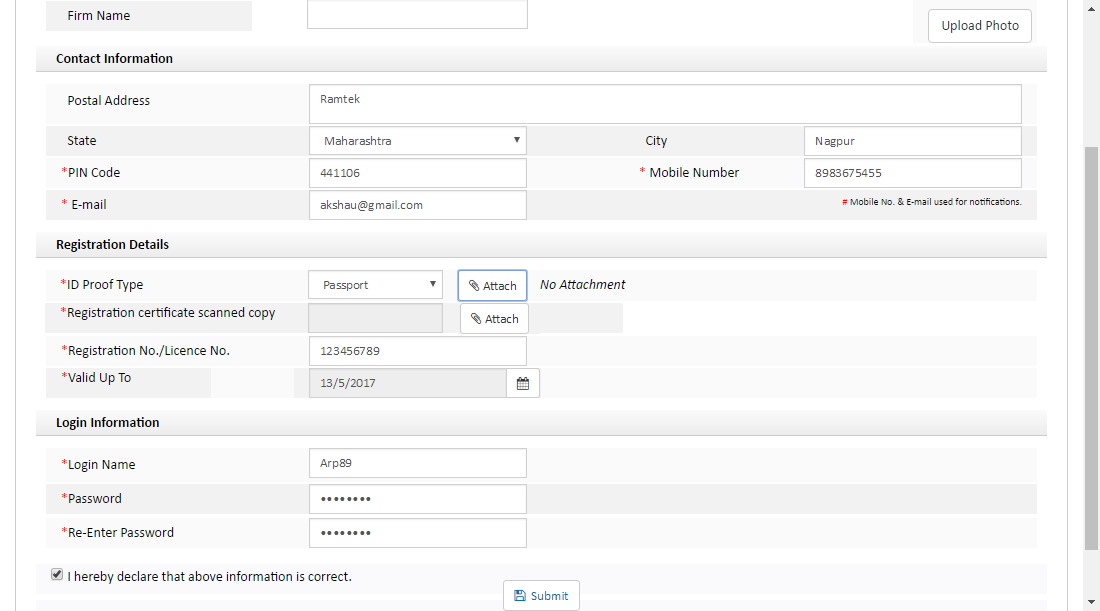 Firm Name
Upload Photo
Contact Information
Postal Address Ramtek
State Maharashtra City Nagpur
*PIN Code 441106 * Mobile Number 8983675455
* E-mail akshau@gmail.com # Mobile No. & E-mail used for notifications.
Registration Details
*ID Proof Type Passport Attach No Attachment
*Registration certificate scanned copy Attach
*Registration No./Licence No. 123456789
*Valid Up To 13/5/2017
Login Information
*Login Name Arp89
*Password ••••••••
*Re-Enter Password ••••••••
I hereby declare that above information is correct.
Submit